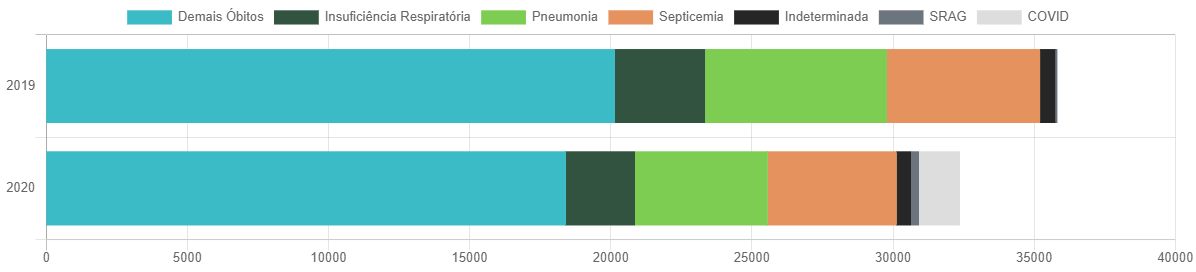 Demais Óbitos Insuficiência Respiratória Pneumonia Septicemia Indeterminada SRAG COVID
2019
2020
0 5000 10000 15000 20000 25000 30000 35000 40000